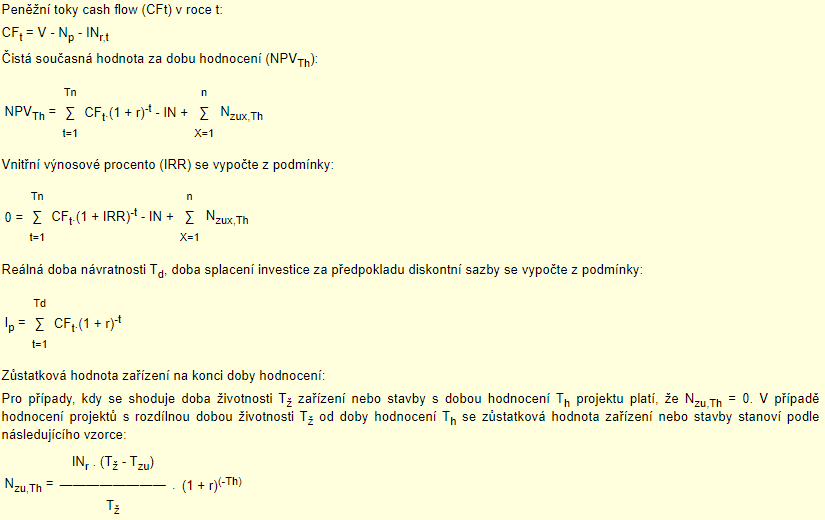 Peněžní toky cash flow (CFt) v roce t:
CFt = V - Np - INr,t
Čistá současná hodnota za dobu hodnocení (NPVTh):
Tn n
NPVTh = ∑ CFt.(1 + r)-t - IN + ∑ Nzux,Th
t=1 X=1
Vnitřní výnosové procento (IRR) se vypočte z podmínky:
Tn n
0 = ∑ CFt.(1 + IRR)-t - IN + ∑ Nzux,Th
t=1 X=1
Reálná doba návratnosti Td, doba splacení investice za předpokladu diskontní sazby se vypočte z podmínky:
Td
Ip = ∑ CFt.(1 + r)-t
t=1
Zůstatková hodnota zařízení na konci doby hodnocení:
Pro případy, kdy se shoduje doba životnosti Tž zařízení nebo stavby s dobou hodnocení Th projektu platí, že Nzu,Th = 0. V případě
hodnocení projektů s rozdílnou dobou životnosti Tž od doby hodnocení Th se zůstatková hodnota zařízení nebo stavby stanoví podle
následujícího vzorce:
INr . (Tž - Tzu)
Nzu,Th = ———————— . (1 + r)(-Th)
Tž